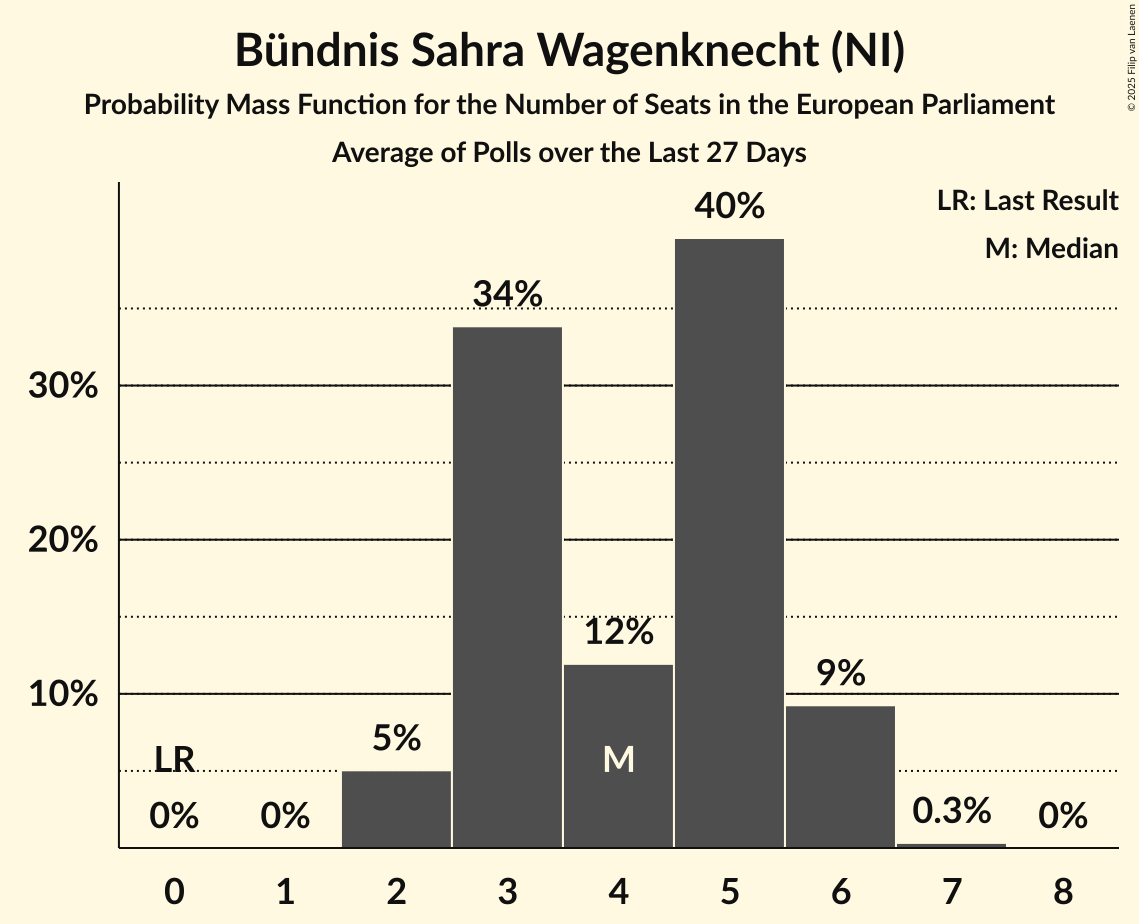 Bündnis Sahra Wagenknecht (NI)
Probability Mass Function for the Number of Seats in the European Parliament
Average of Polls over the Last 27 Days
© 2025 Filip van Laenen
LR: Last Result
M: Median
40%
34%
30%
20%
12%
10%
9%
5%
LR
M
0%
0%
0.3%
0%
0 1 2 3 4 5 6 7 8